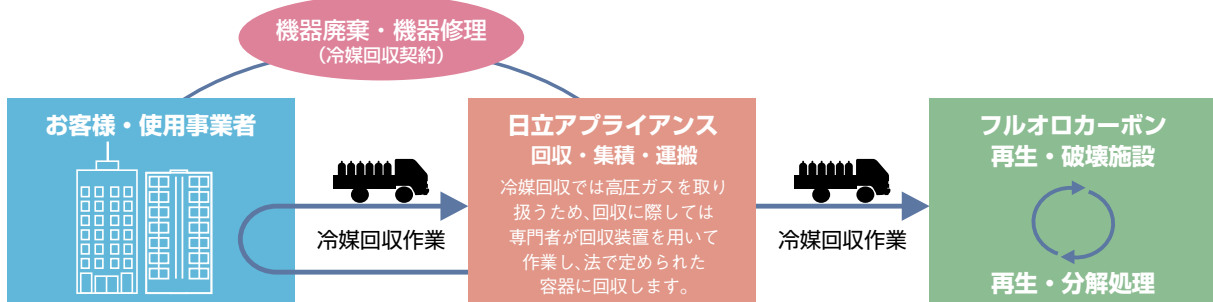 機器廃棄・機器修理
(冷媒回収契約)
お客様・使用事業者
冷媒回収作業
日立アプライアンス
回収・集積・運搬
冷媒回収では高圧ガスを取り
扱うため、回収に際しては
専門者が回収装置を用いて
作業し、法で定められた
容器に回収します。
冷媒回収作業
フルオロカーボン
再生・破壊施設
再生・分解処理